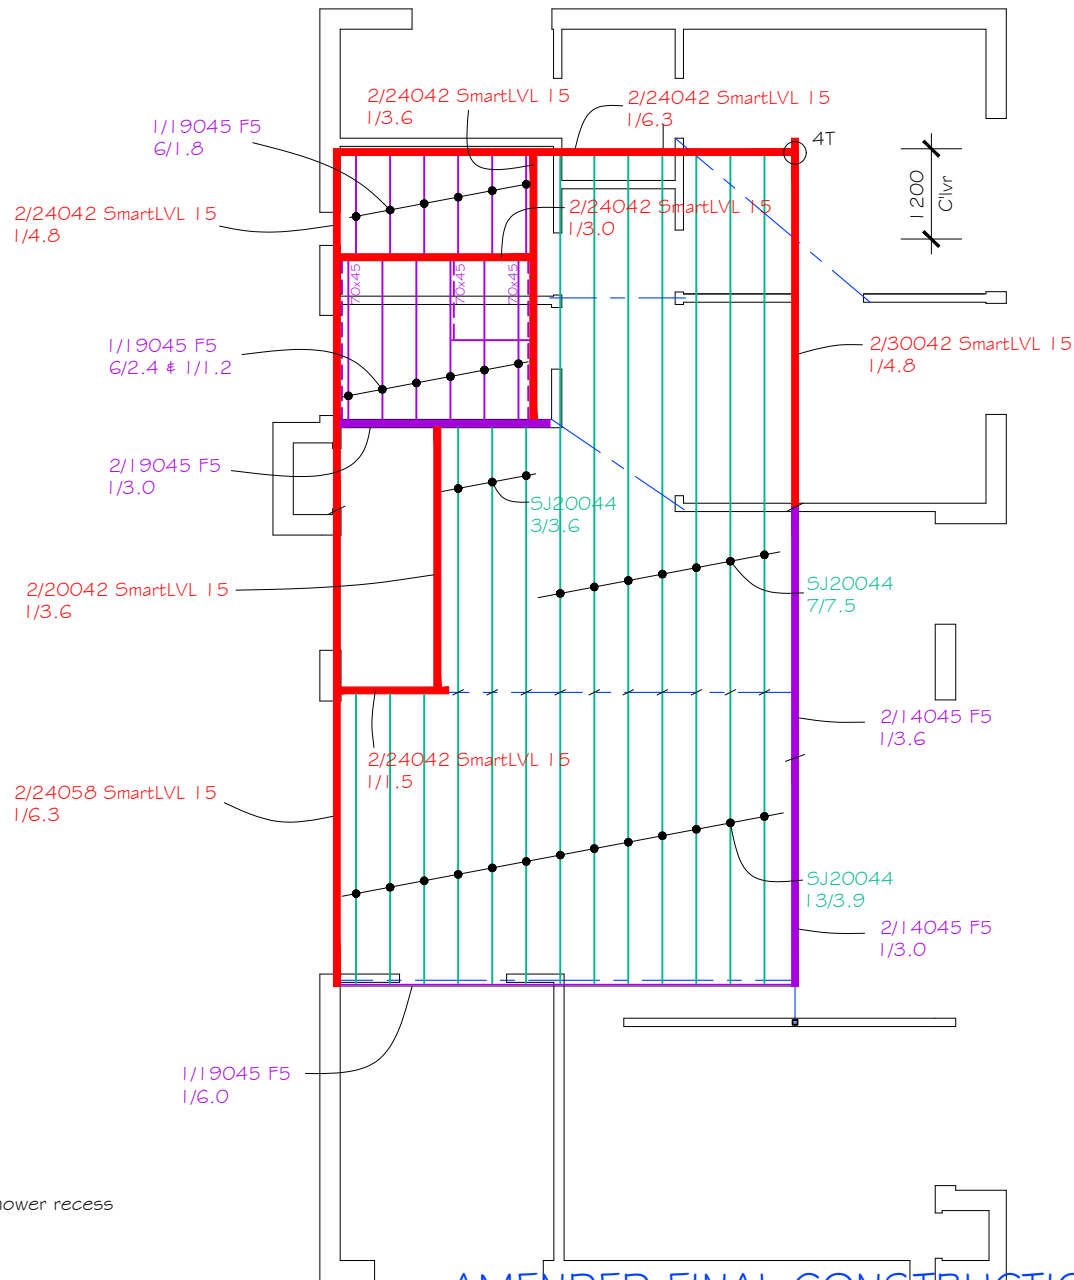 2/24042 SmartLVL 15
1/3.6
2/24042 SmartLVL 15
1/6.3
1/19045 F5
6/1.8
4T
1200
C'lvr
2/24042 SmartLVL 15
1/4.8
2/24042 SmartLVL 15
1/3.0
70x45
70x45
70x45
1/19045 F5
6/2.4 & 1/1.2
2/30042 SmartLVL 15
1/4.8
2/19045 F5
1/3.0
SJ20044
3/3.6
2/20042 SmartLVL 15
1/3.6
SJ20044
7/7.5
2/14045 F5
1/3.6
2/24042 SmartLVL 15
1/1.5
2/24058 SmartLVL 15
1/6.3
SJ20044
13/3.9
2/14045 F5
1/3.0
1/19045 F5
1/6.0
ower recess